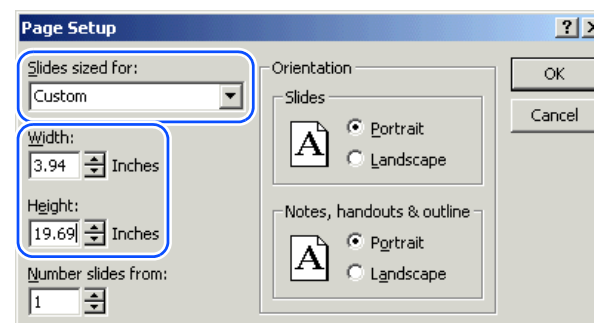 Page Setup
Slides sized for:
Custom
Width:
3.94 Inches
Height:
19.69 Inches
Number slides from:
1
Orientation
Slides
A
Portrait
Landscape
Notes, handouts & outline
A
Portrait
Landscape
? X
OK
Cancel